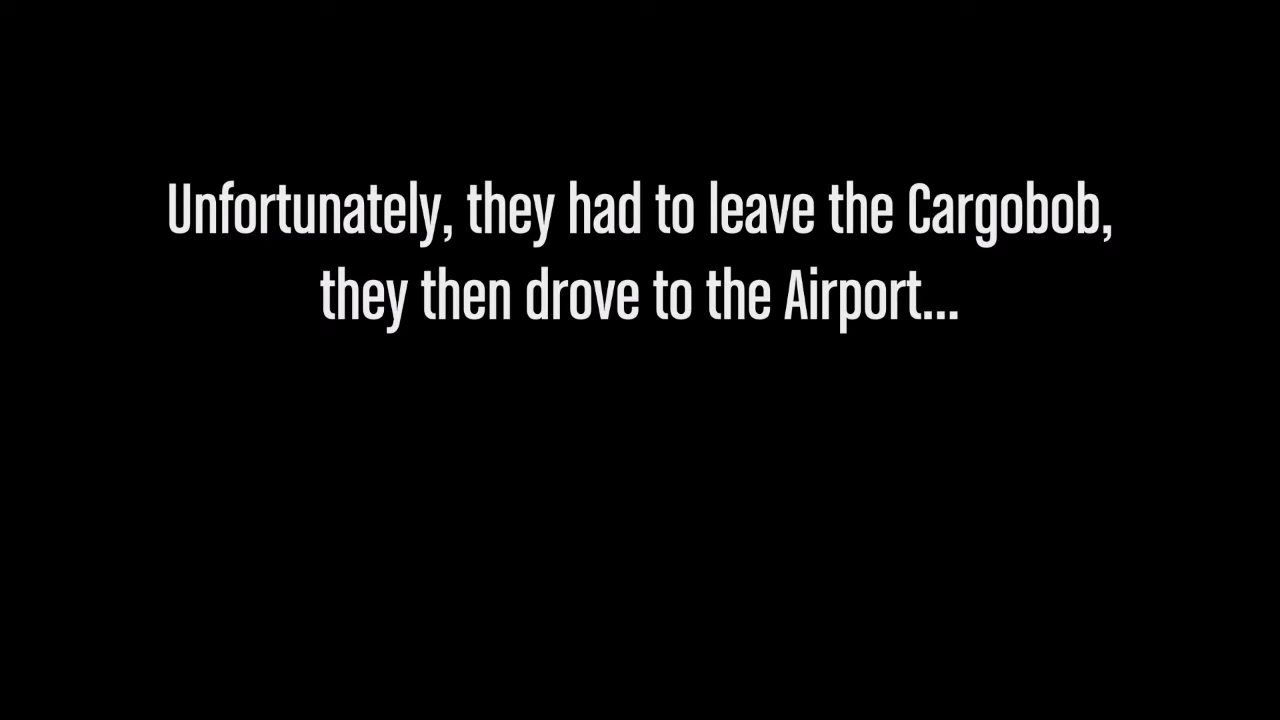 Unfortunately, they had to leave the Cargobob,
they then drove to the Airport...